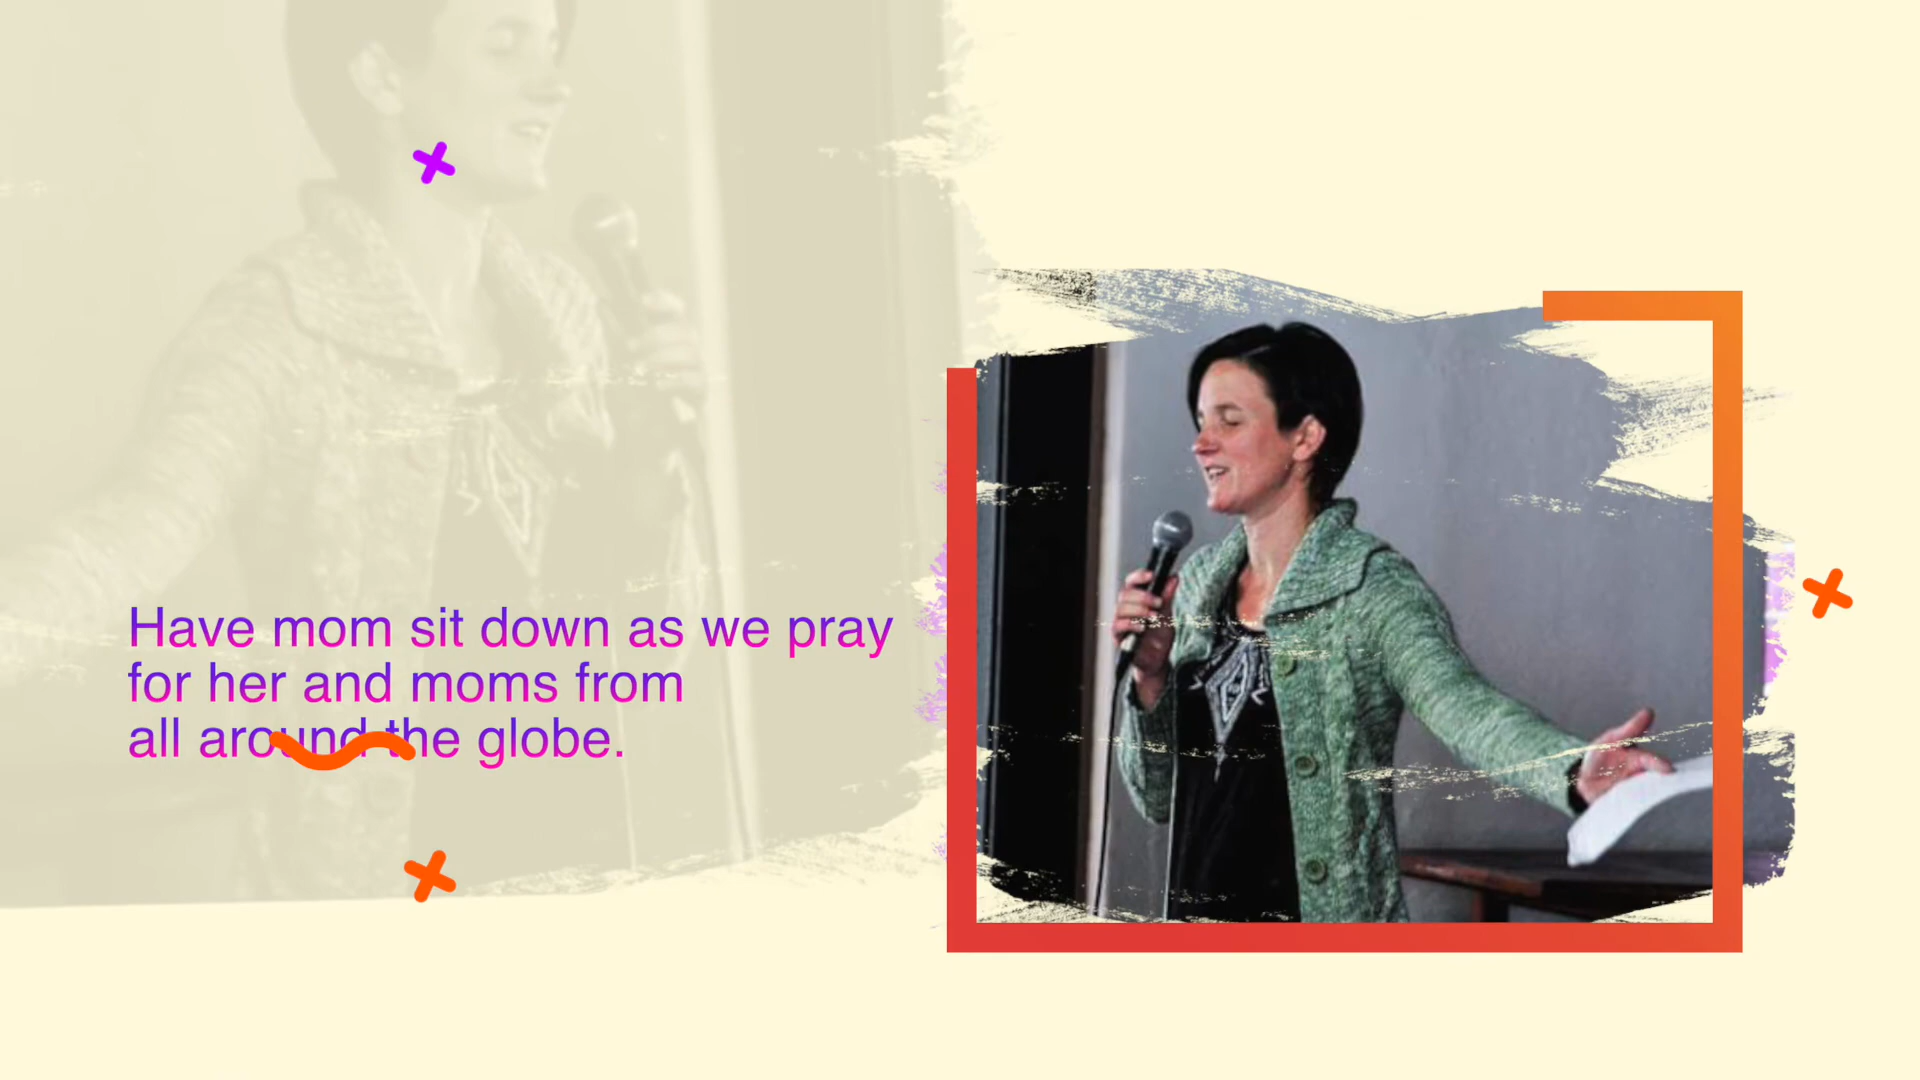 Have mom sit down as we pray
for her and moms from
all around the globe.